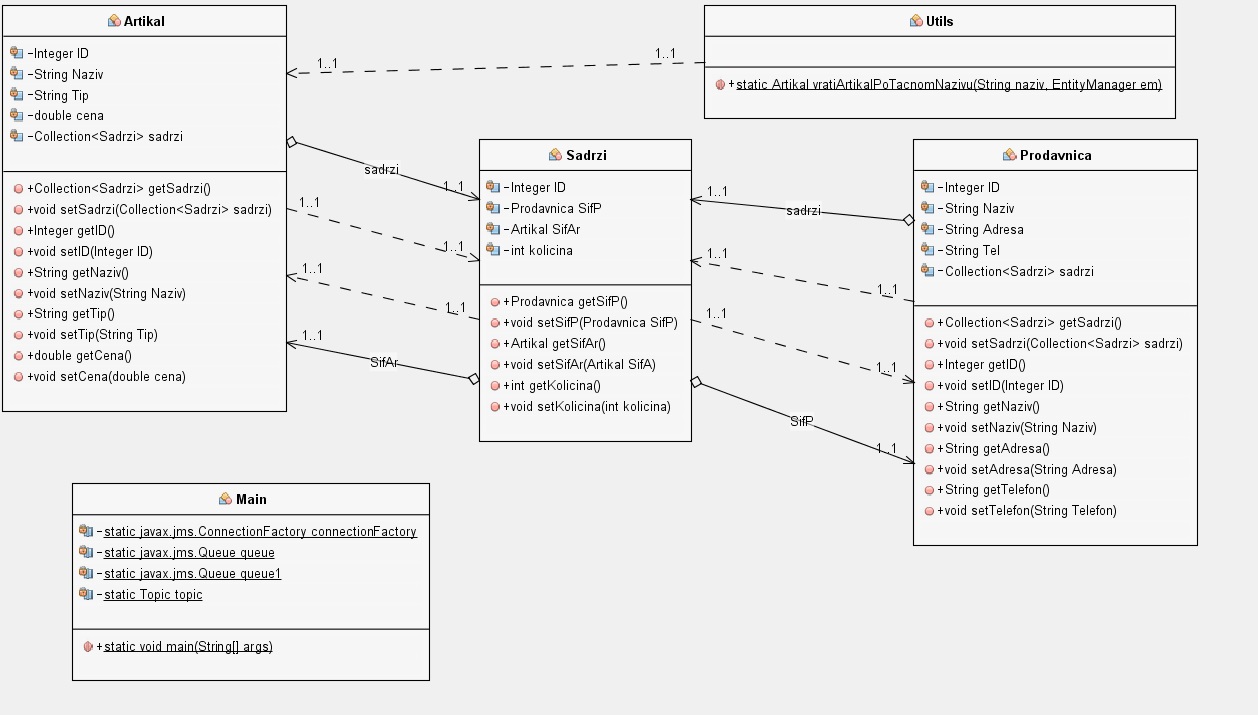 Artikal
-Integer ID
-String Naziv
-String Tip
-double cena
-Collection<Sadrzi> sadrzi
+Collection<Sadrzi> getSadrzi()
+void setSadrzi(Collection<Sadrzi> sadrzi)
+Integer getID()
+void setID(Integer ID)
+String getNaziv()
+void setNaziv(String Naziv)
+String getTip()
+void setTip(String Tip)
+double getCena()
+void setCena(double cena)
Utils
+static Artikal vratiArtikalPoTacnomNazivu(String naziv, EntityManager em)
1..1
1..1
sadrzi
1..1
1..1
1..1
1..1
1..1
1..1
SifAr
Sadrzi
-Integer ID
-Prodavnica SifP
-Artikal SifAr
-int kolicina
+Prodavnica getSifP()
+void setSifP(Prodavnica SifP)
+Artikal getSifAr()
+void setSifAr(Artikal SifA)
+int getKolicina()
+void setKolicina(int kolicina)
1..1
sadrzi
1..1
1..1
1..1
1..1
SifP
1..1
Prodavnica
-Integer ID
-String Naziv
-String Adresa
-String Tel
-Collection<Sadrzi> sadrzi
+Collection<Sadrzi> getSadrzi()
+void setSadrzi(Collection<Sadrzi> sadrzi)
+Integer getID()
+void setID(Integer ID)
+String getNaziv()
+void setNaziv(String Naziv)
+String getAdresa()
+void setAdresa(String Adresa)
+String getTelefon()
+void setTelefon(String Telefon)
Main
-static javax.jms.ConnectionFactory connectionFactory
-static javax.jms.Queue queue
-static javax.jms.Queue queue1
-static Topic topic
+static void main(String[] args)